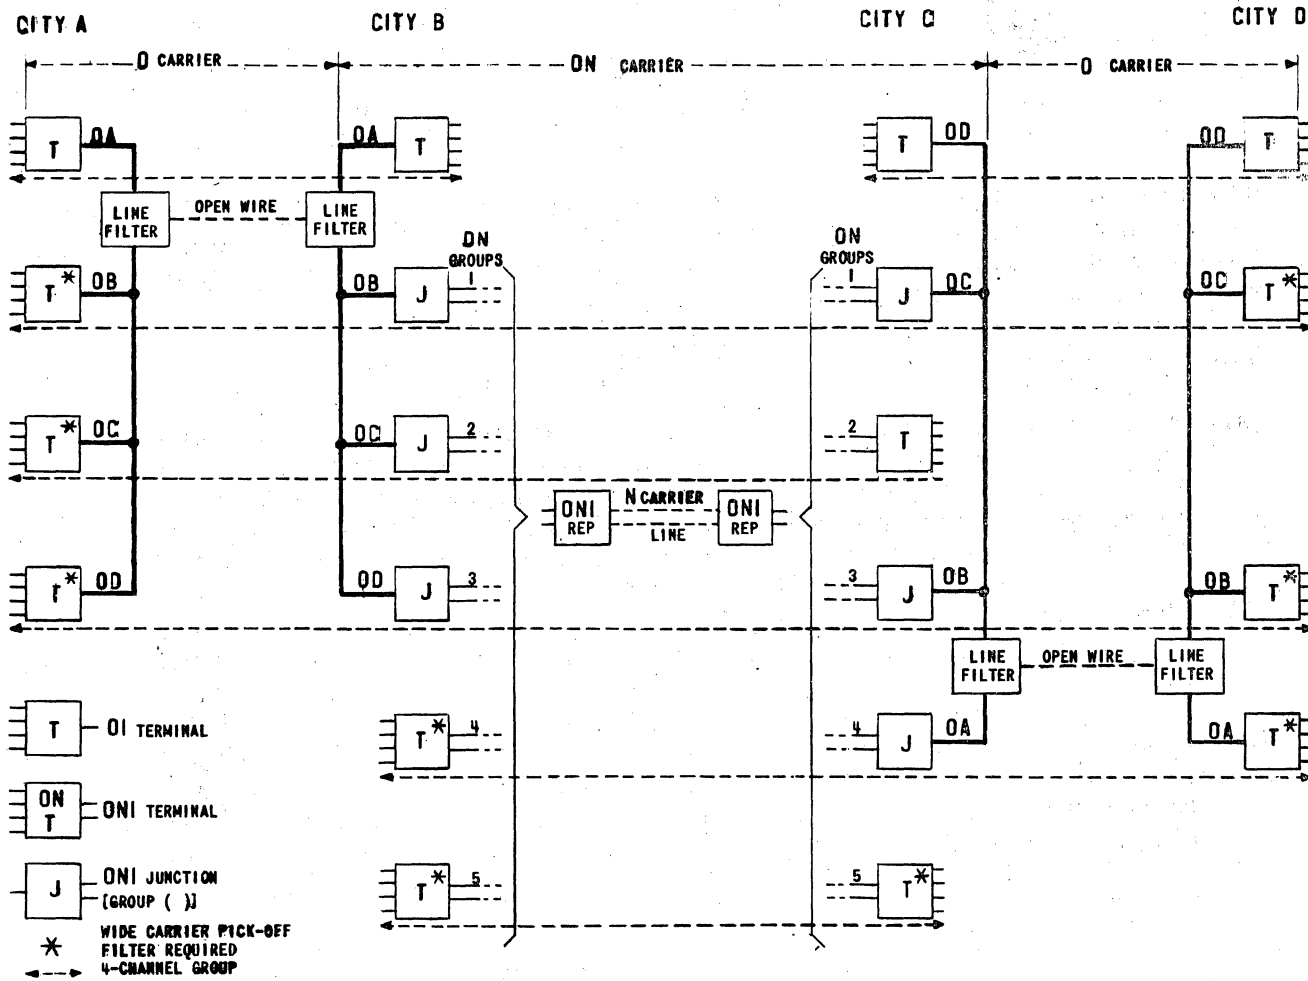 CITY A CITY B CITY C CITY D
O CARRIER ON CARRIER O CARRIER
T OA OA T T OD OD T
LINE FILTER OPEN WIRE LINE FILTER
ON GROUPS ON GROUPS
T* OB OB J 1 1 J OC OC T*
T* OC OC J 2 2 T
ONI REP N CARRIER LINE ONI REP
T* OD OD J 3 3 J OB OB T*
LINE FILTER OPEN WIRE LINE FILTER
T* 4 4 J OA OA T*
T* 5 5 T*
T OI TERMINAL
ON T ONI TERMINAL
J ONI JUNCTION
[GROUP ( )]
* WIDE CARRIER PICK-OFF
FILTER REQUIRED
4-CHANNEL GROUP